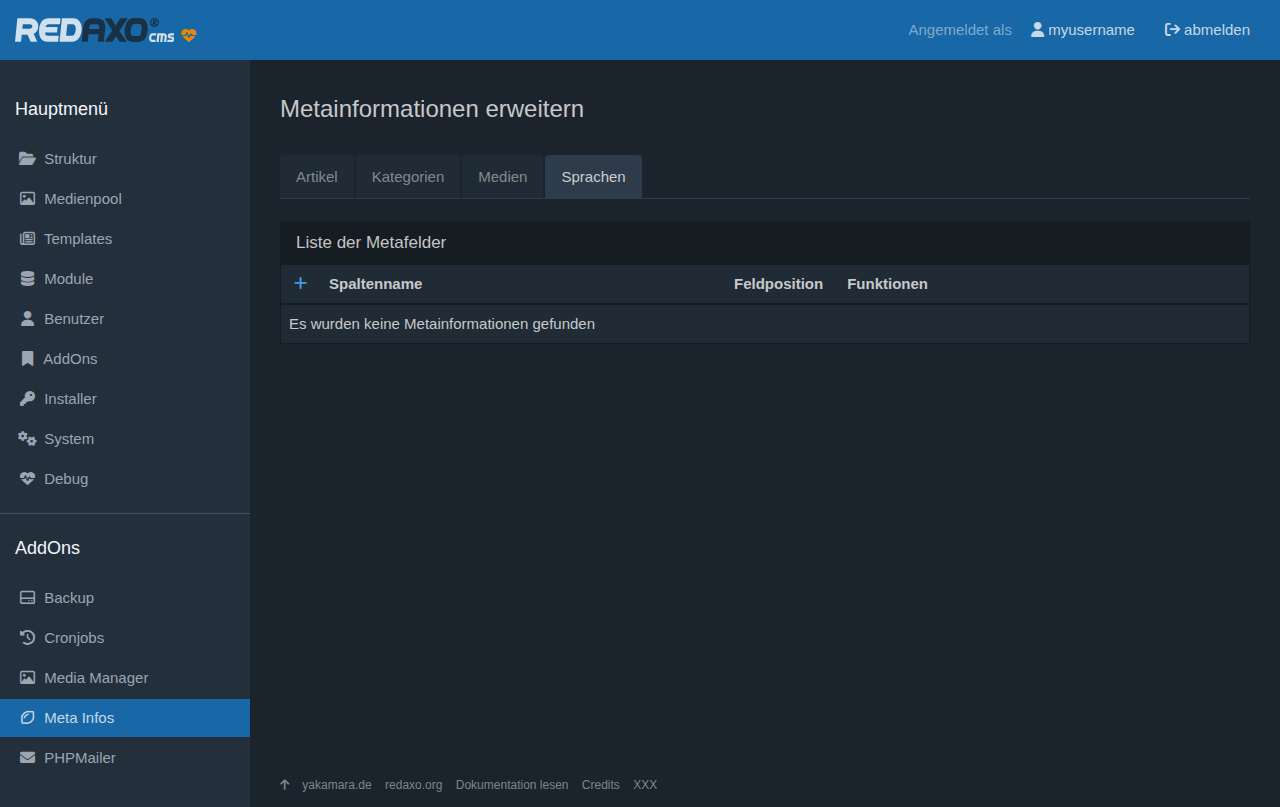 REDAXO® cms
Angemeldet als myusername abmelden
Hauptmenü
Struktur
Medienpool
Templates
Module
Benutzer
AddOns
Installer
System
Debug
AddOns
Backup
Cronjobs
Media Manager
Meta Infos
PHPMailer
Metainformationen erweitern
Artikel Kategorien Medien Sprachen
Liste der Metafelder
Spaltenname Feldposition Funktionen
Es wurden keine Metainformationen gefunden
yakamara.de redaxo.org Dokumentation lesen Credits XXX